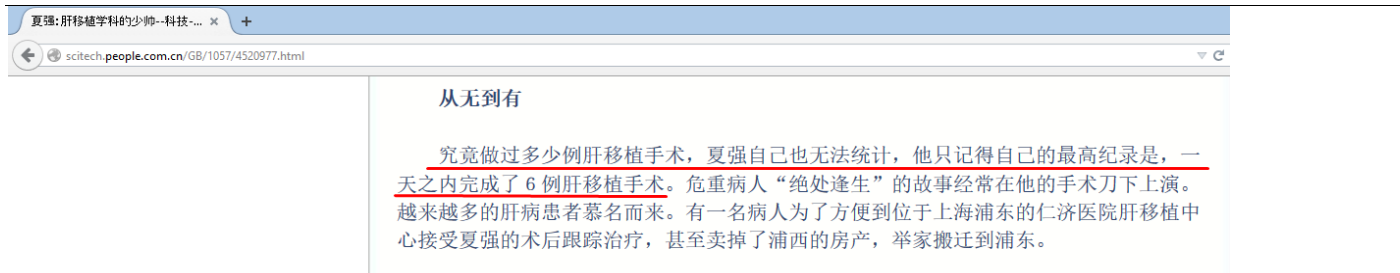 夏强:肝移植学科的少帅--科技-... × +
scitech.people.com.cn/GB/1057/4520977.html
从无到有
究竟做过多少例肝移植手术，夏强自己也无法统计，他只记得自己的最高纪录是，一
天之内完成了 6 例肝移植手术。危重病人“绝处逢生”的故事经常在他的手术刀下上演。
越来越多的肝病患者慕名而来。有一名病人为了方便到位于上海浦东的仁济医院肝移植中
心接受夏强的术后跟踪治疗，甚至卖掉了浦西的房产，举家搬迁到浦东。